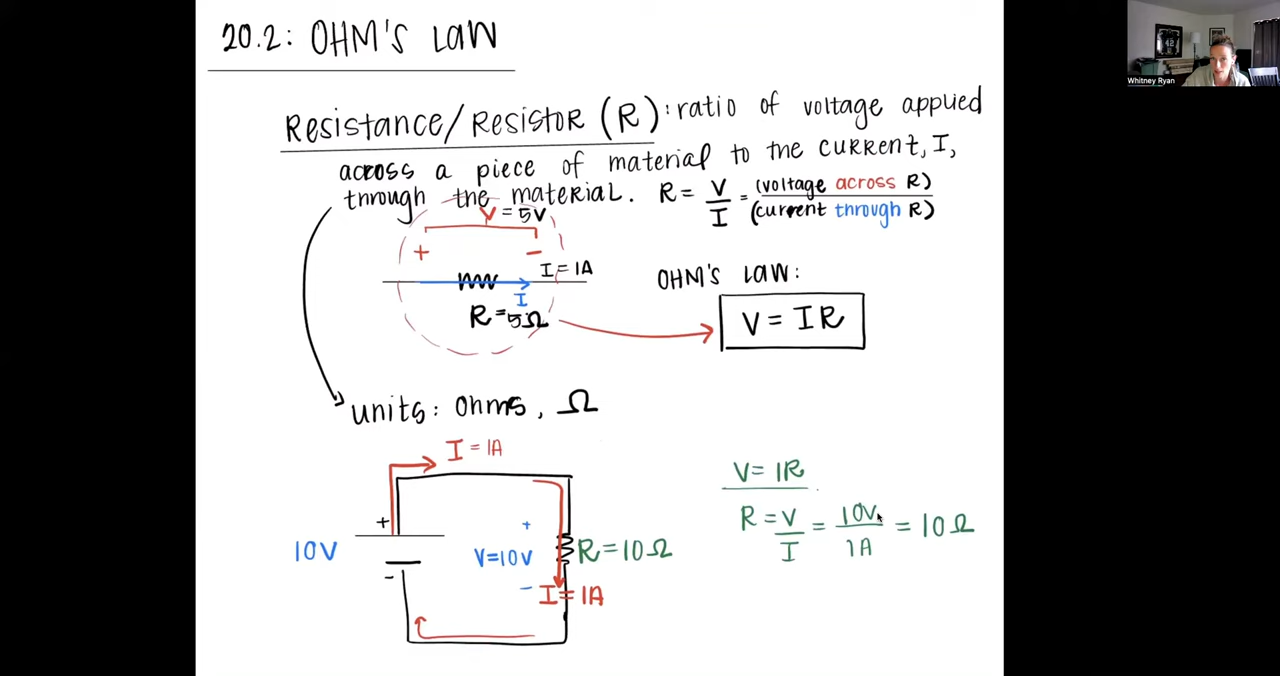 20.2: OHM'S LAW
Whitney Ryan
Resistance/Resistor (R): ratio of voltage applied
across a piece of material to the current, I,
through the material. R = V/I = (voltage across R)/(current through R)
V = 5V
+ −
I = 1A
I
R = 5Ω
OHM'S LAW:
V = IR
units: Ohms, Ω
I = 1A
+
10V
-
+
V=10V
−
R=10Ω
I = 1A
V= IR
R = V/I = 10V/1A = 10Ω